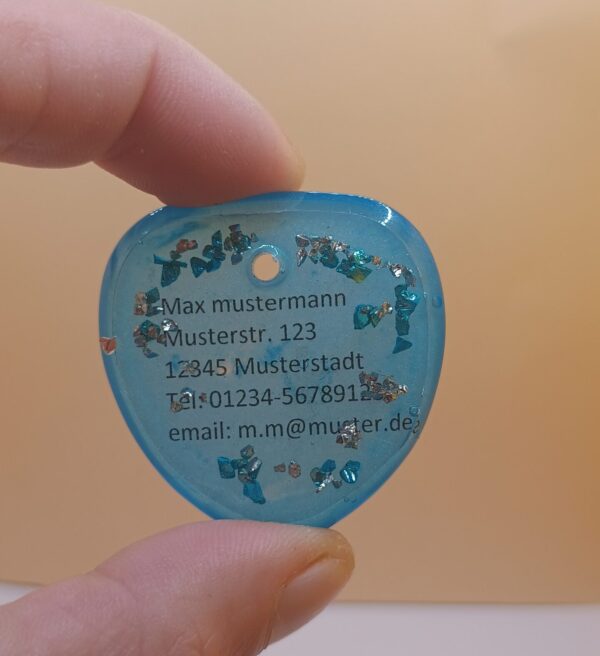 Max mustermann
Musterstr. 123
12345 Musterstadt
Tel: 01234-5678912
email: m.m@muster.de